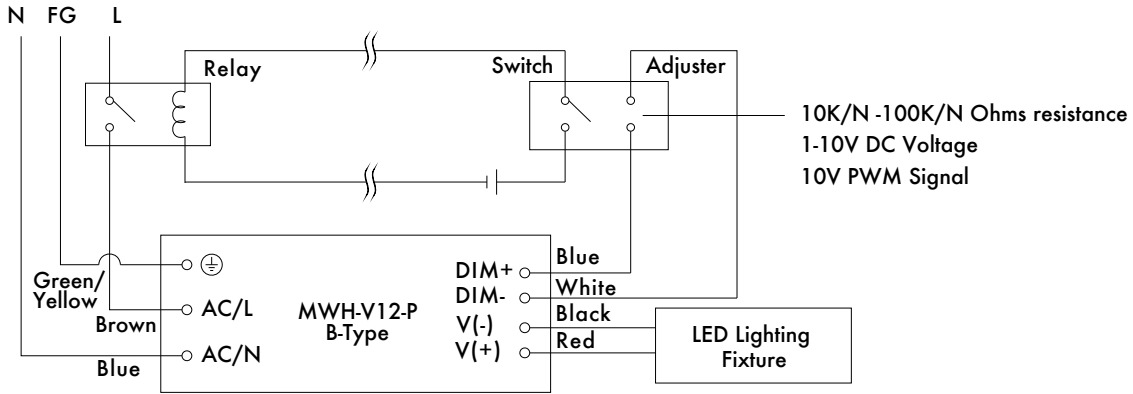 N FG L
Relay
Switch
Adjuster
10K/N -100K/N Ohms resistance
1-10V DC Voltage
10V PWM Signal
Green/
Yellow
Brown
Blue
AC/L
AC/N
MWH-V12-P
B-Type
DIM+
DIM-
V(-)
V(+)
Blue
White
Black
Red
LED Lighting
Fixture